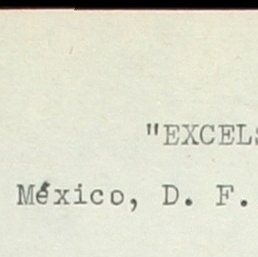 "EXCELS
México, D. F.